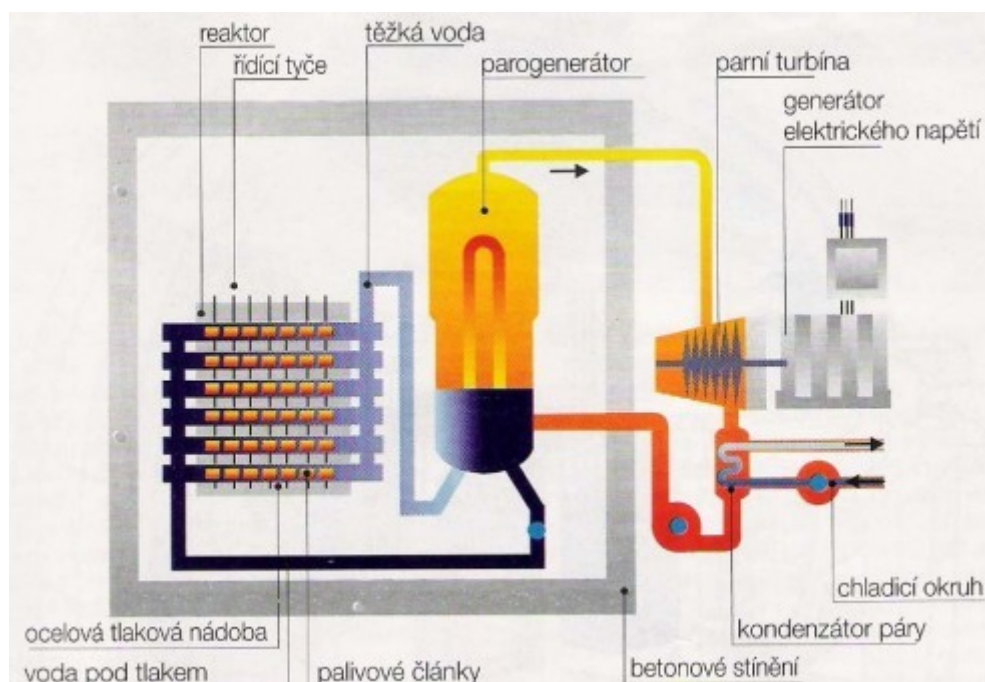 reaktor
těžká voda
řídící tyče
parogenerátor
parní turbína
generátor
elektrického napětí
chladicí okruh
ocelová tlaková nádoba
kondenzátor páry
voda pod tlakem
palivové články
betonové stínění